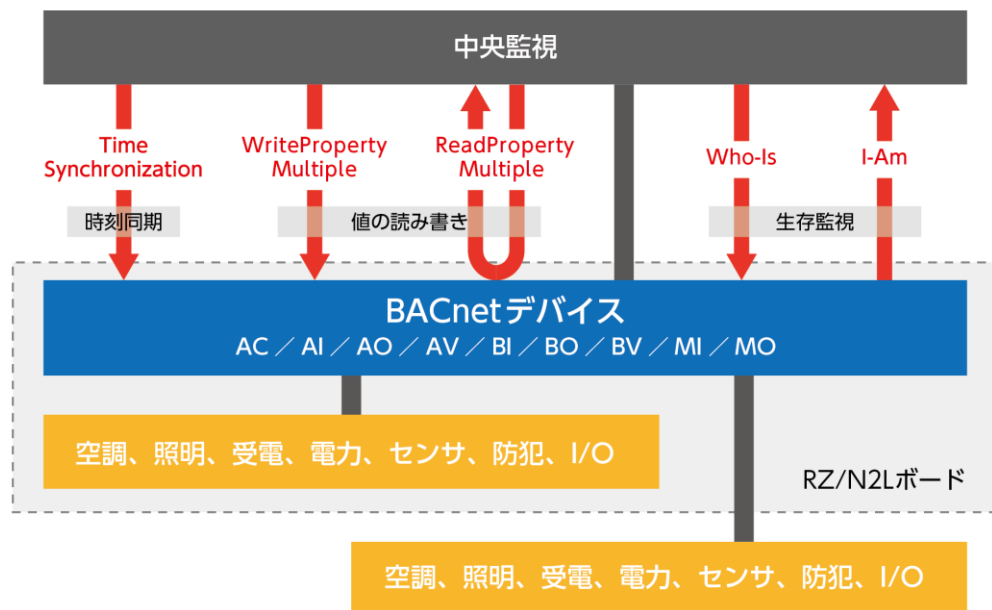 中央監視
Time
Synchronization
WriteProperty
Multiple
ReadProperty
Multiple
Who-Is
I-Am
時刻同期
値の読み書き
生存監視
BACnetデバイス
AC／AI／AO／AV／BI／BO／BV／MI／MO
空調、照明、受電、電力、センサ、防犯、I/O
RZ/N2Lボード
空調、照明、受電、電力、センサ、防犯、I/O